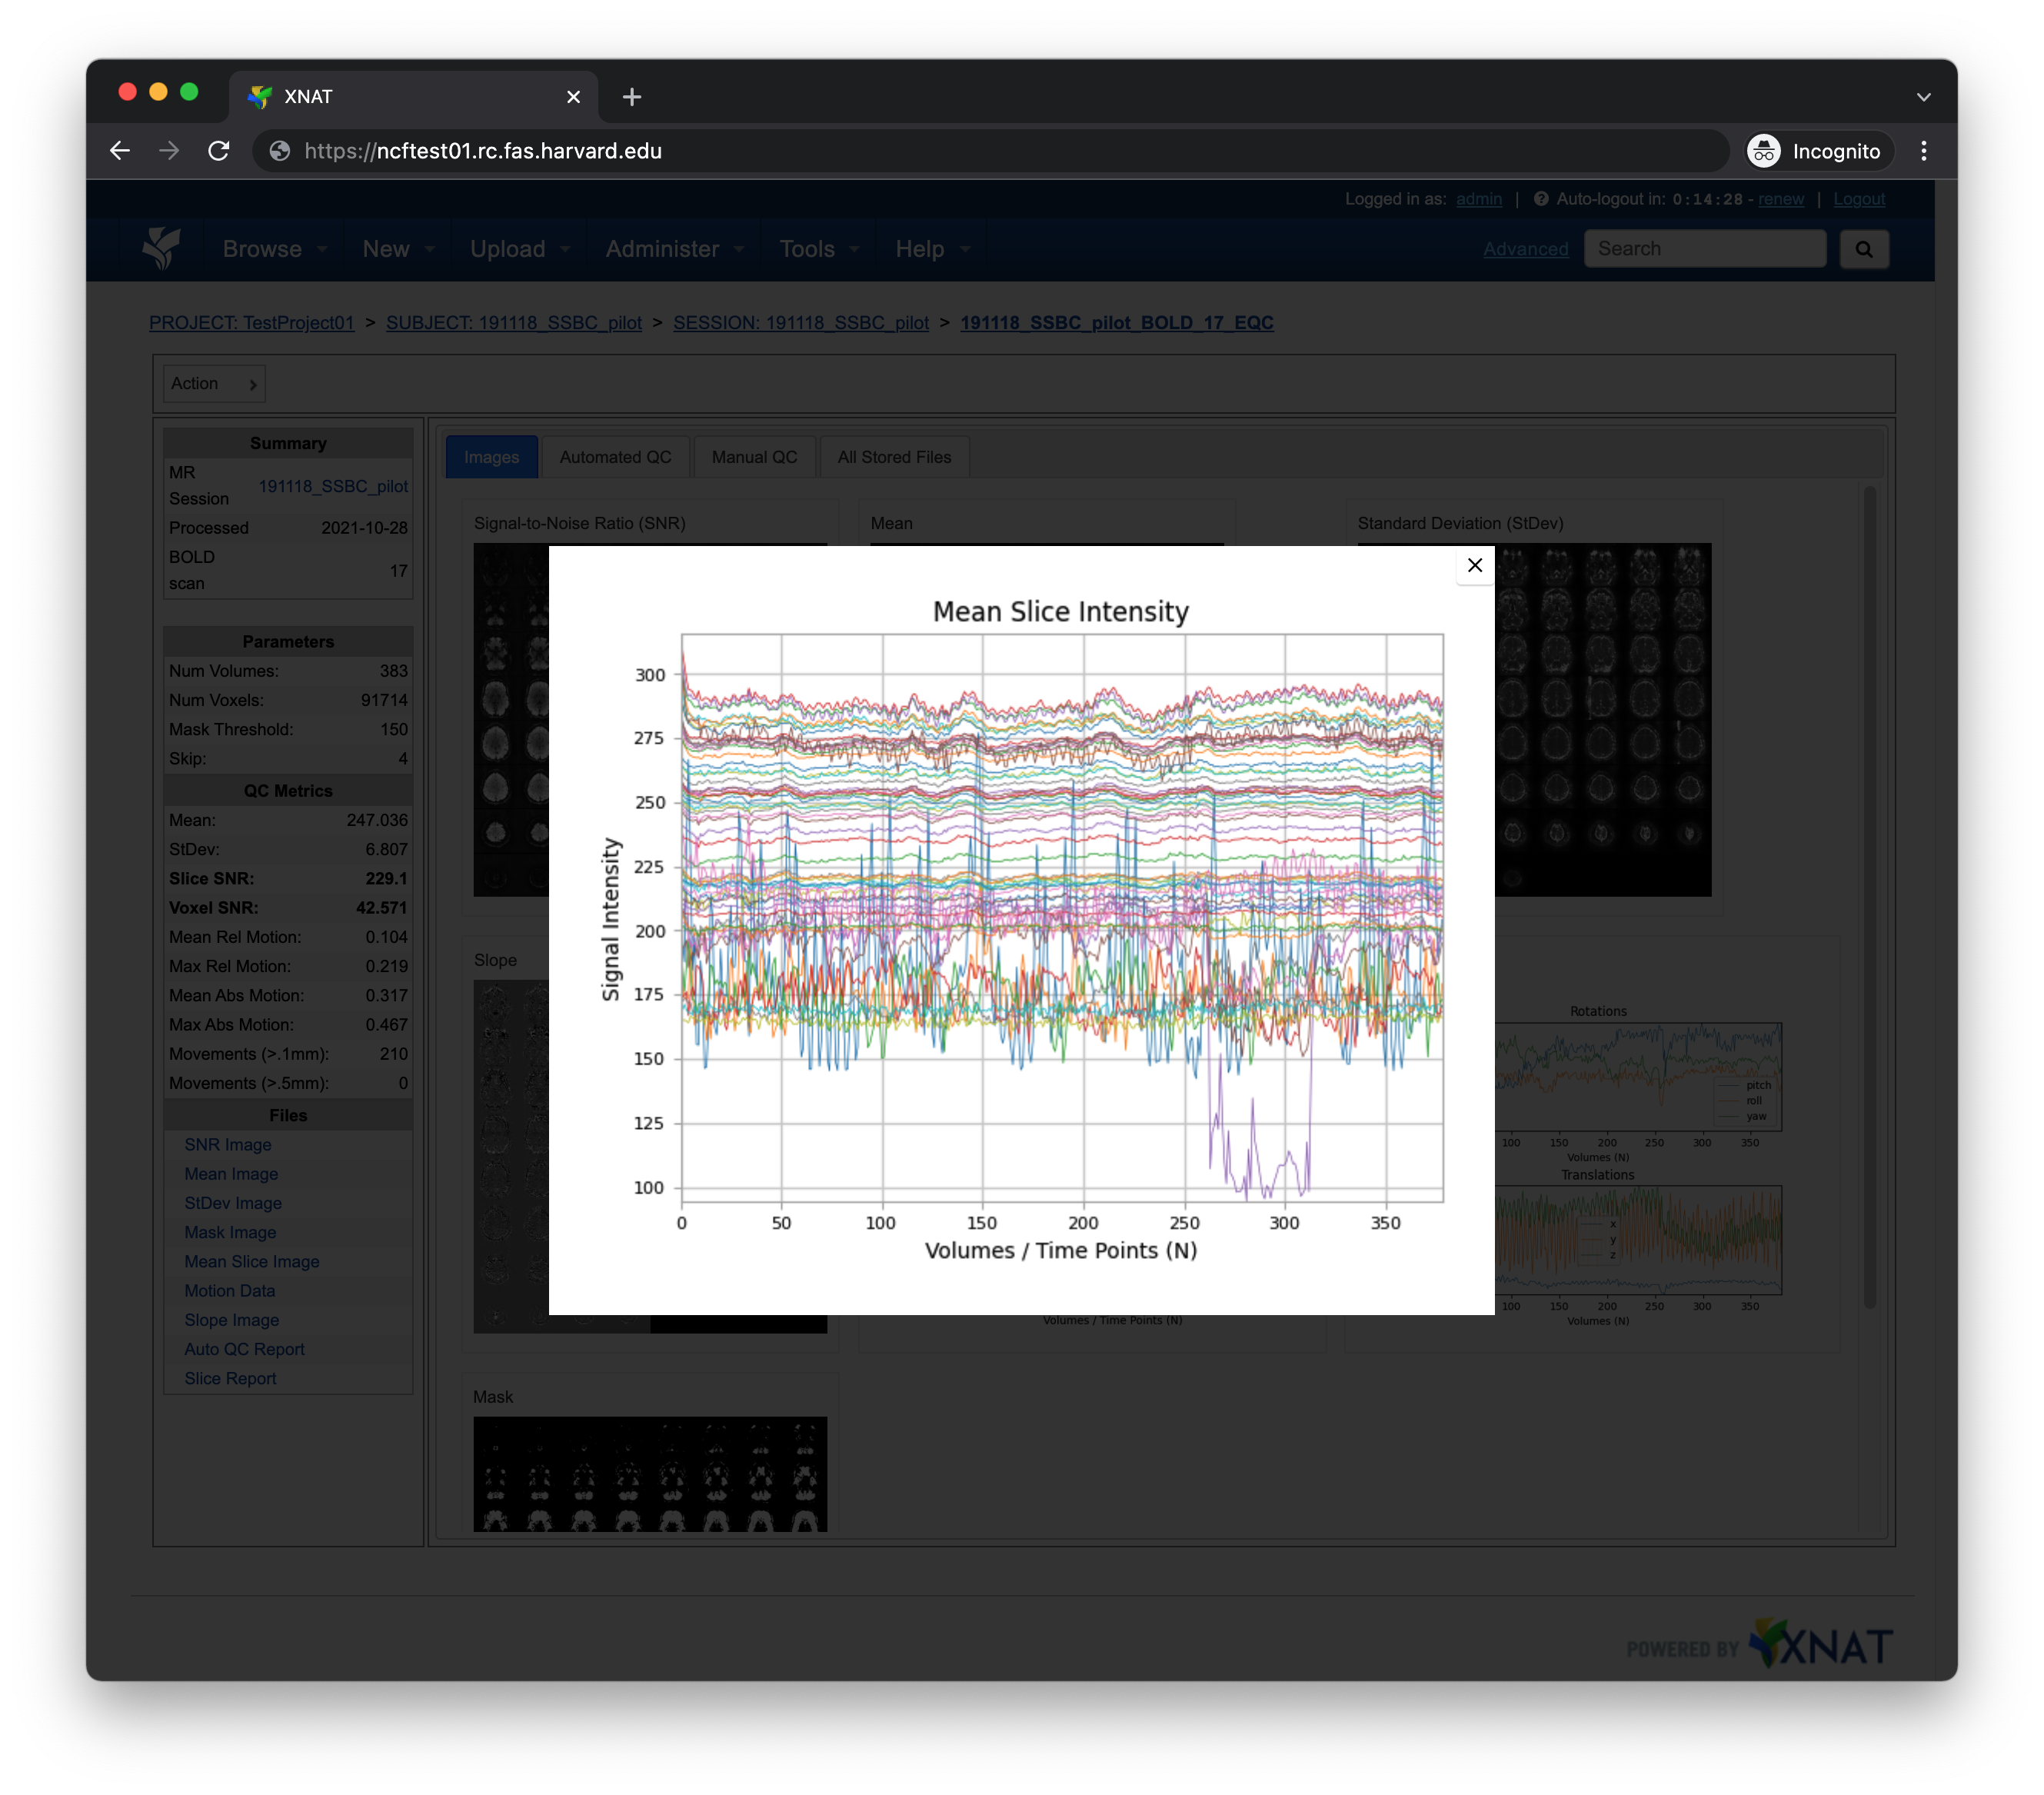 XNAT
https://ncftest01.rc.fas.harvard.edu
Incognito
Logged in as: admin | Auto-logout in: 0:14:28 - renew | Logout
Browse New Upload Administer Tools Help
Advanced Search
PROJECT: TestProject01 > SUBJECT: 191118_SSBC_pilot > SESSION: 191118_SSBC_pilot > 191118_SSBC_pilot_BOLD_17_EQC
Action
Summary
MR Session 191118_SSBC_pilot
Processed 2021-10-28
BOLD scan 17
Parameters
Num Volumes: 383
Num Voxels: 91714
Mask Threshold: 150
Skip: 4
QC Metrics
Mean: 247.036
StDev: 6.807
Slice SNR: 229.1
Voxel SNR: 42.571
Mean Rel Motion: 0.104
Max Rel Motion: 0.219
Mean Abs Motion: 0.317
Max Abs Motion: 0.467
Movements (>.1mm): 210
Movements (>.5mm): 0
Files
SNR Image
Mean Image
StDev Image
Mask Image
Mean Slice Image
Motion Data
Slope Image
Auto QC Report
Slice Report
Images Automated QC Manual QC All Stored Files
Signal-to-Noise Ratio (SNR)
Mean
Standard Deviation (StDev)
Mean Slice Intensity
300
275
250
225
200
175
150
125
100
Signal Intensity
0 50 100 150 200 250 300 350
Volumes / Time Points (N)
Slope
Rotations
pitch
roll
yaw
100 150 200 250 300 350
Volumes (N)
Translations
x
y
z
100 150 200 250 300 350
Volumes (N)
Volumes / Time Points (N)
Mask
POWERED BY XNAT